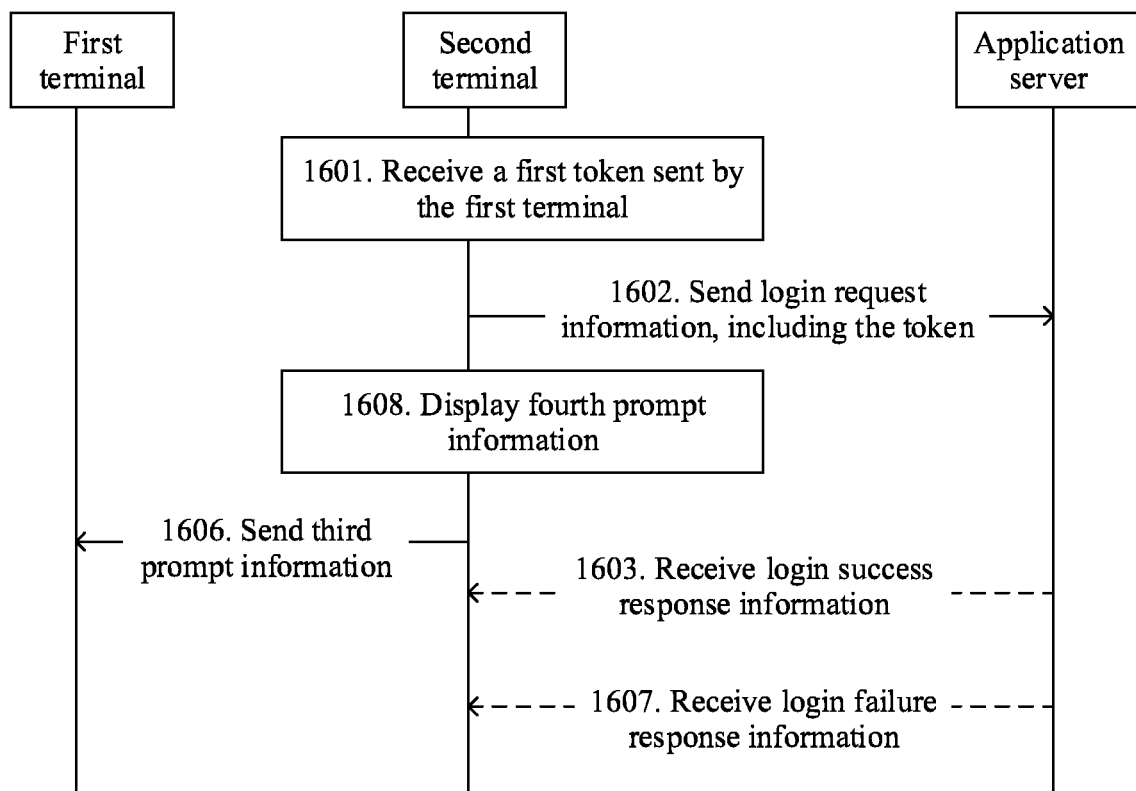 First
terminal
Second
terminal
Application
server
1601. Receive a first token sent by
the first terminal
1602. Send login request
information, including the token
1608. Display fourth prompt
information
1606. Send third
prompt information
1603. Receive login success
response information
1607. Receive login failure
response information